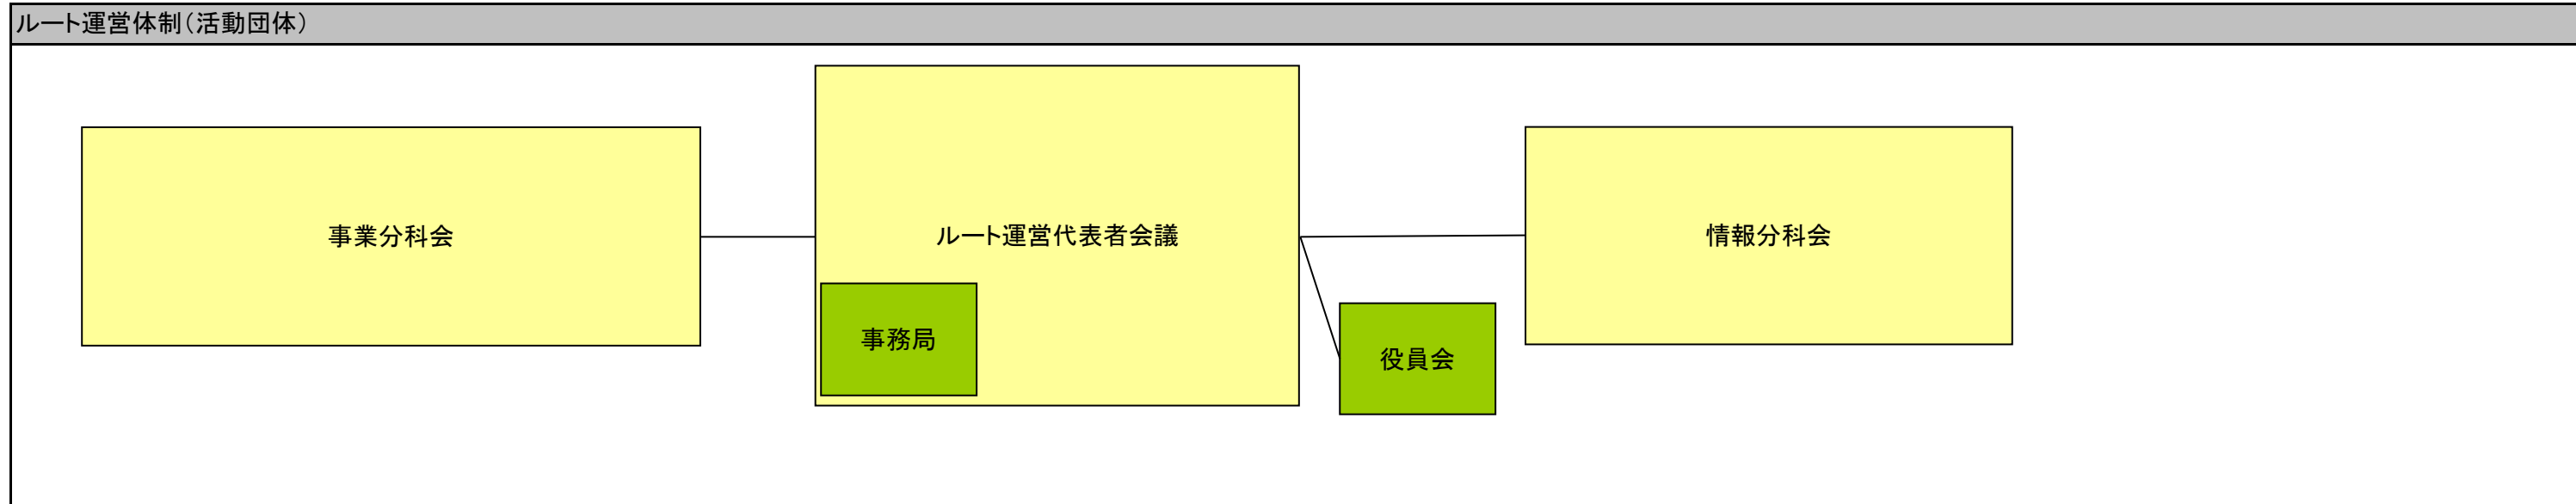 ルート運営体制（活動団体）
事業分科会
ルート運営代表者会議
情報分科会
事務局
役員会